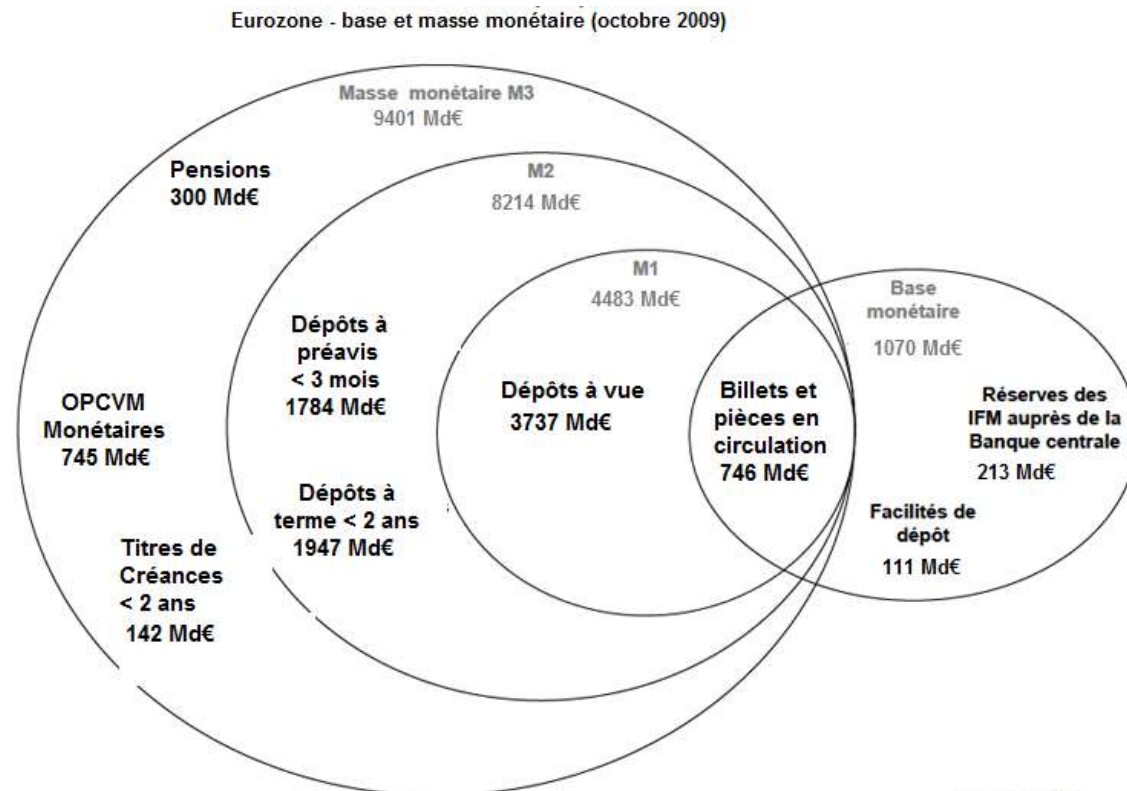 Eurozone - base et masse monétaire (octobre 2009)
Masse monétaire M3
9401 Md€
Pensions
300 Md€
M2
8214 Md€
M1
4483 Md€
Base
monétaire
1070 Md€
Dépôts à
préavis
< 3 mois
1784 Md€
OPCVM
Monétaires
745 Md€
Dépôts à vue
3737 Md€
Billets et
pièces en
circulation
746 Md€
Réserves des
IFM auprès de la
Banque centrale
213 Md€
Dépôts à
terme < 2 ans
1947 Md€
Facilités de
dépôt
111 Md€
Titres de
Créances
< 2 ans
142 Md€